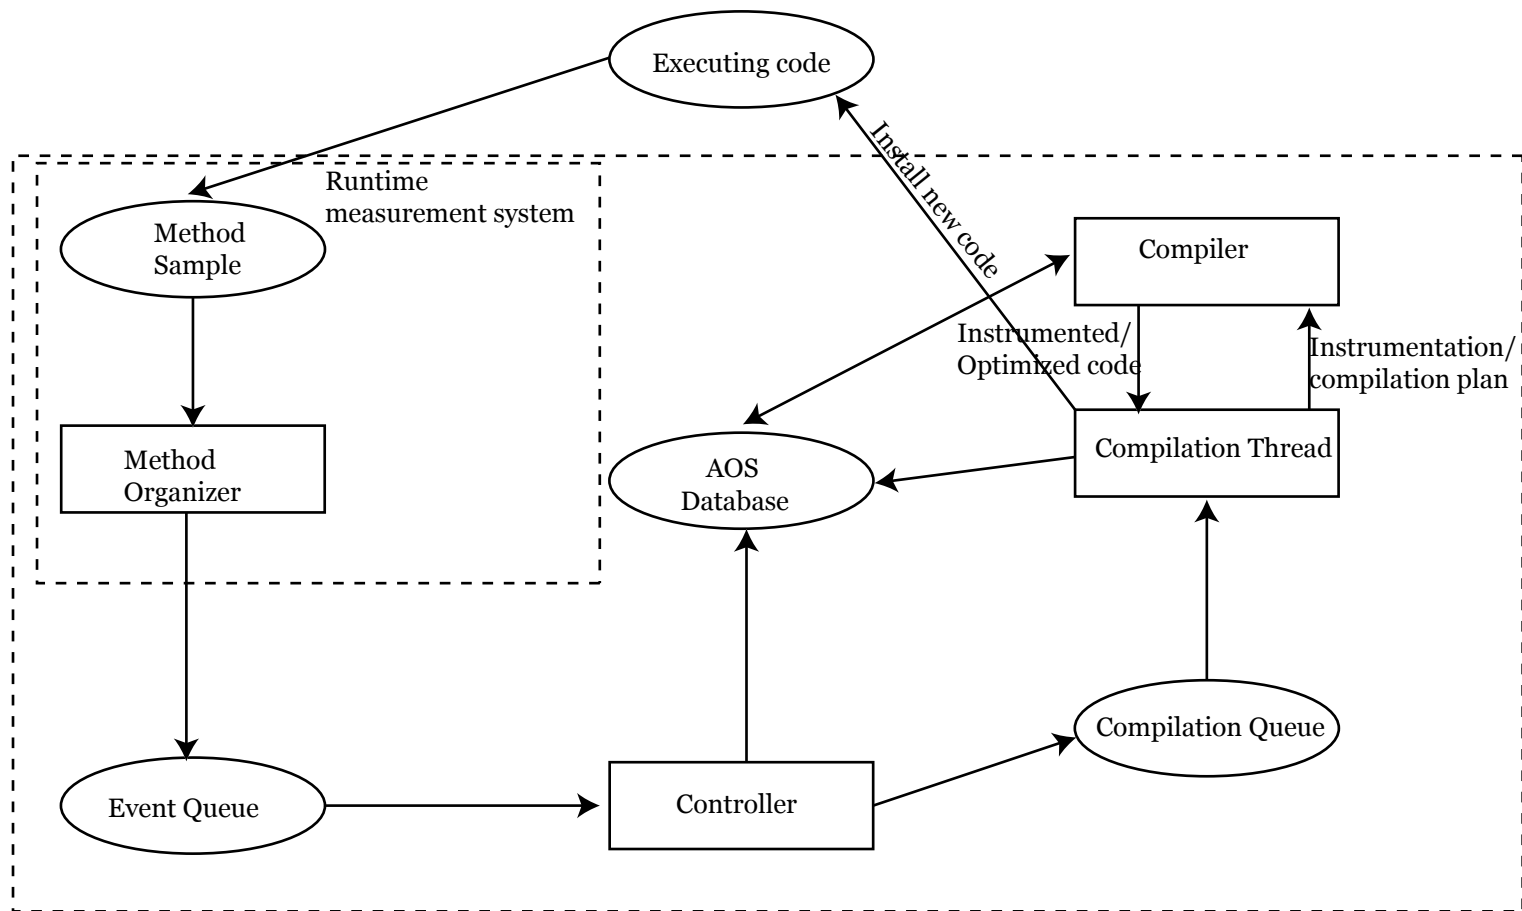 Executing code
Install new code
Runtime
measurement system
Method
Sample
Compiler
Instrumented/
Optimized code
Instrumentation/
compilation plan
Method
Organizer
AOS
Database
Compilation Thread
Compilation Queue
Event Queue
Controller